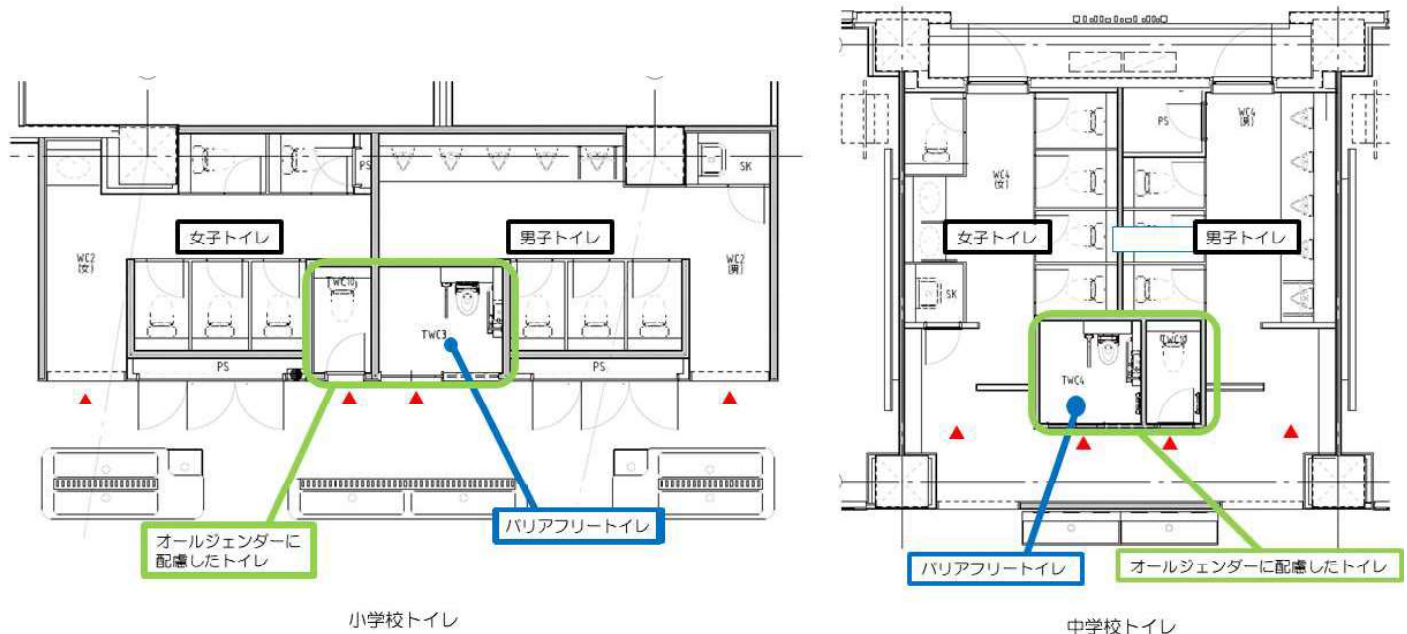 女子トイレ
男子トイレ
WC2
(女)
WC2
(男)
PS
SK
TWC10
TWC3
PS
PS
オールジェンダーに
配慮したトイレ
バリアフリートイレ
小学校トイレ
PS
WC4
(男)
WC4
(女)
女子トイレ
男子トイレ
SK
TWC4
TWC10
バリアフリートイレ
オールジェンダーに配慮したトイレ
中学校トイレ